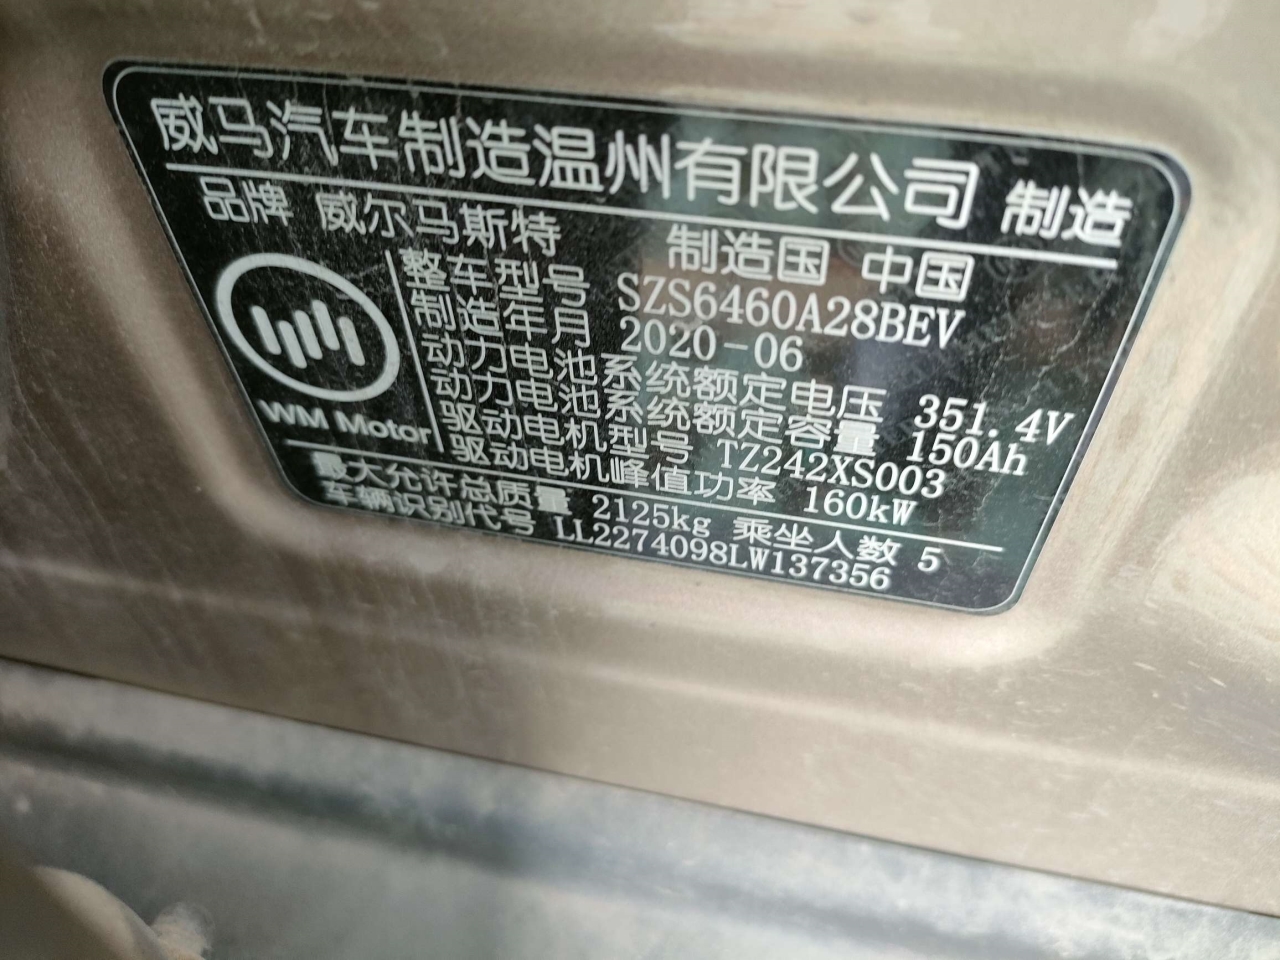 威马汽车制造温州有限公司 制造
品牌 威尔马斯特 制造国 中国
整车型号 SZS6460A28BEV
制造年月 2020-06
动力电池系统额定电压 351.4V
动力电池系统额定容量 150Ah
驱动电机型号 TZ242XS003
驱动电机峰值功率 160kW
WM Motor
最大允许总质量 2125kg 乘坐人数 5
车辆识别代号 LL2274098LW137356